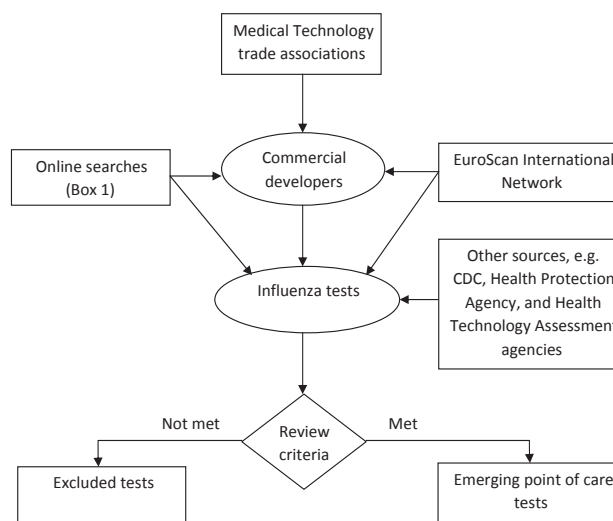 Medical Technology
trade associations
Online searches
(Box 1)
Commercial
developers
EuroScan International
Network
Influenza tests
Other sources, e.g.
CDC, Health Protection
Agency, and Health
Technology Assessment
agencies
Not met
Review
criteria
Met
Excluded tests
Emerging point of care
tests